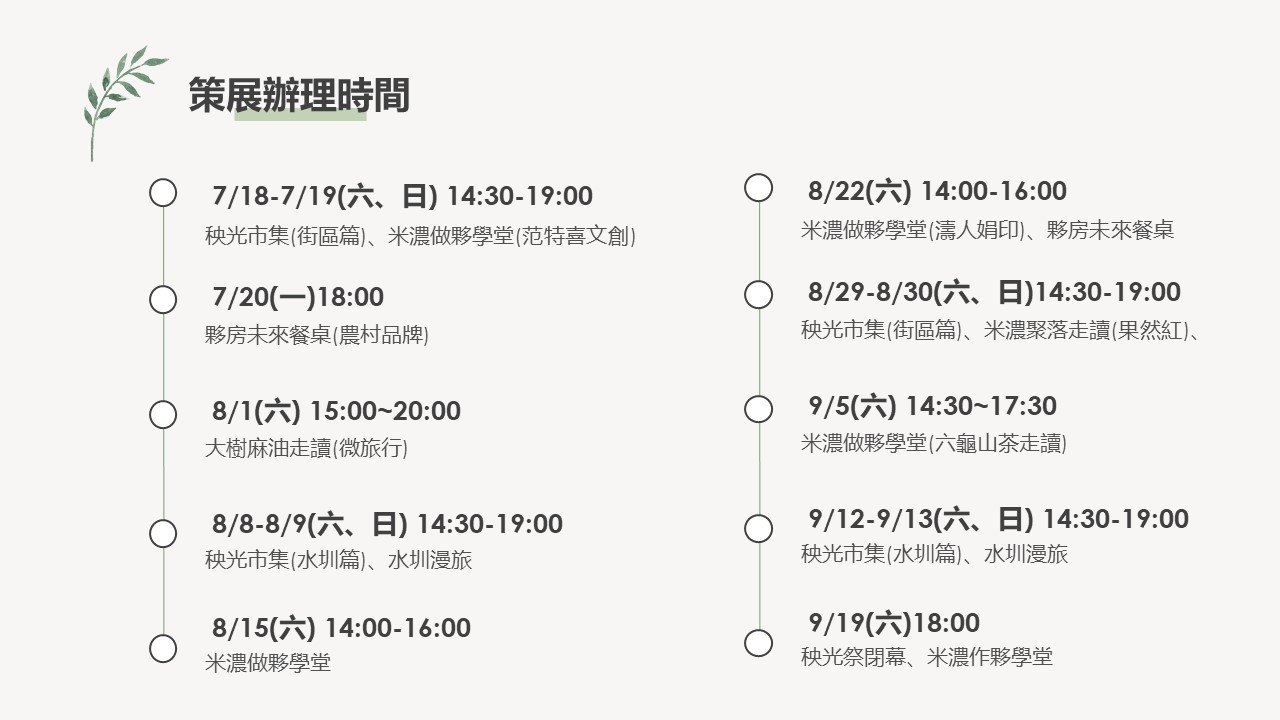 策展辦理時間
7/18-7/19(六、日) 14:30-19:00
秧光市集(街區篇)、米濃做夥學堂(范特喜文創)
7/20(一)18:00
夥房未來餐桌(農村品牌)
8/1(六) 15:00~20:00
大樹麻油走讀(微旅行)
8/8-8/9(六、日) 14:30-19:00
秧光市集(水圳篇)、水圳漫旅
8/15(六) 14:00-16:00
米濃做夥學堂
8/22(六) 14:00-16:00
米濃做夥學堂(濤人娟印)、夥房未來餐桌
8/29-8/30(六、日)14:30-19:00
秧光市集(街區篇)、米濃聚落走讀(果然紅)、
9/5(六) 14:30~17:30
米濃做夥學堂(六龜山茶走讀)
9/12-9/13(六、日) 14:30-19:00
秧光市集(水圳篇)、水圳漫旅
9/19(六)18:00
秧光祭閉幕、米濃作夥學堂